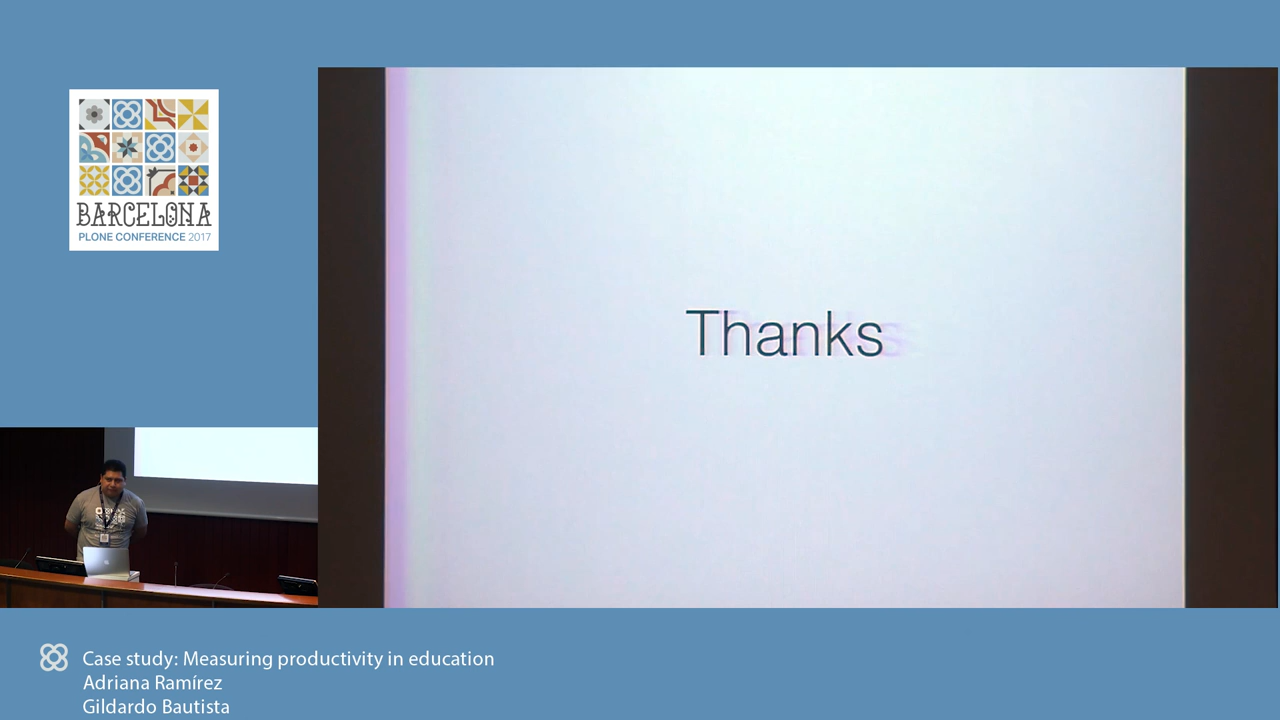 BARCELONA
PLONE CONFERENCE 2017
Thanks
Case study: Measuring productivity in education
Adriana Ramírez
Gildardo Bautista